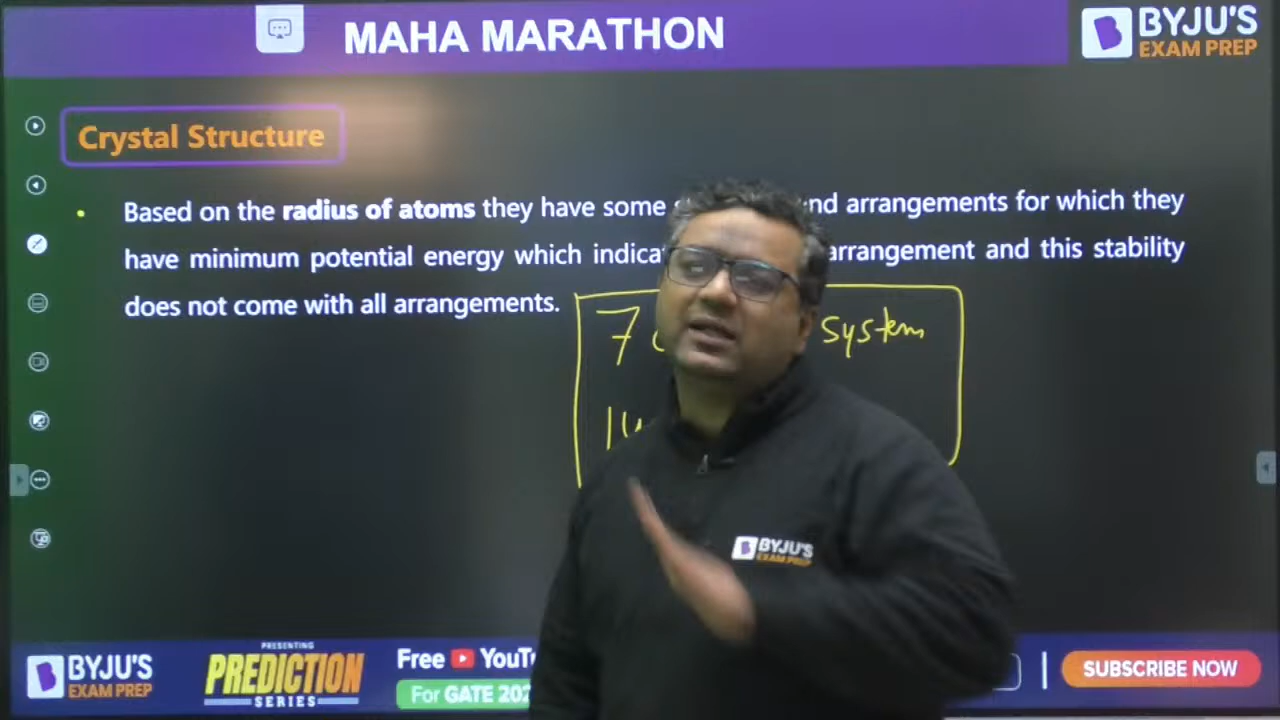 MAHA MARATHON
BYJU'S
EXAM PREP
Crystal Structure
• Based on the radius of atoms they have some arrangements for which they
have minimum potential energy which arrangement and this stability
does not come with all arrangements.
7 system
14
BYJU'S
EXAM PREP
BYJU'S
EXAM PREP
PRESENTING
PREDICTION
SERIES
Free
For GATE
SUBSCRIBE NOW